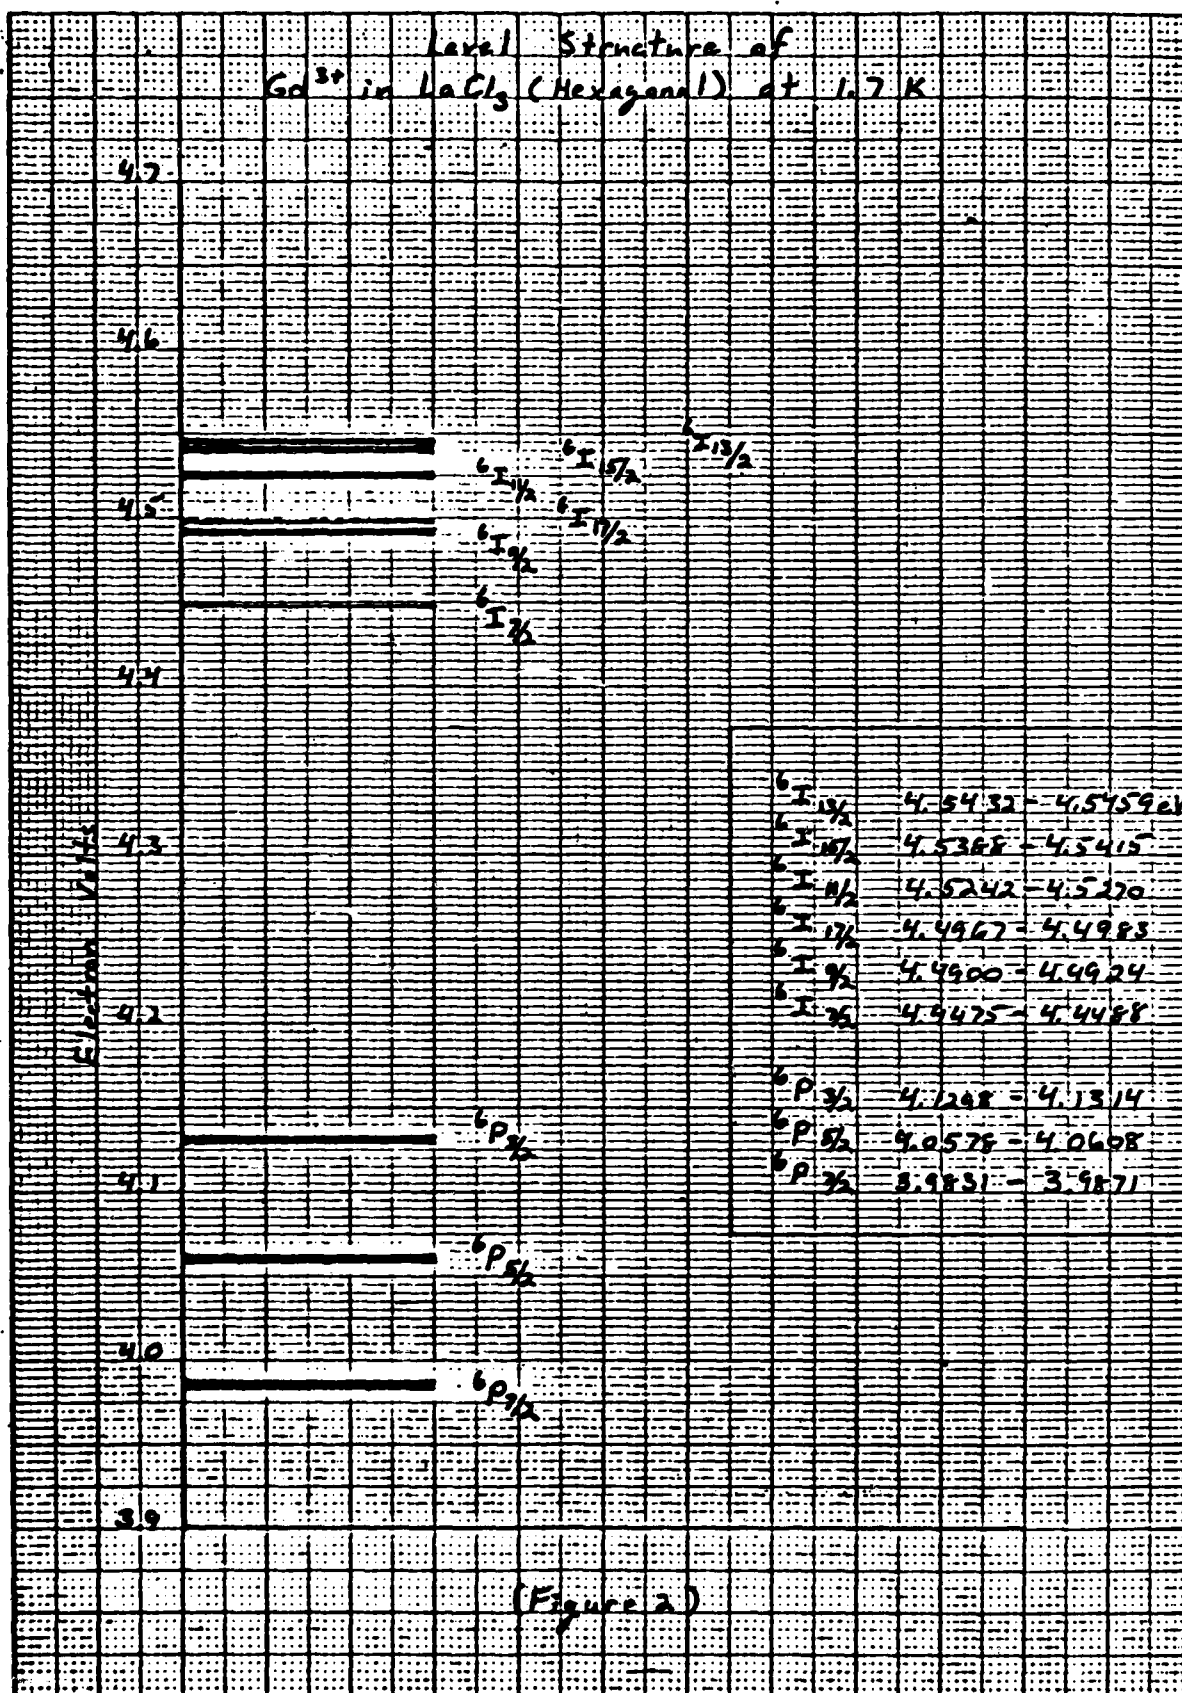 Level Structure of
Gd³⁺ in LaCl₃ (Hexagonal) at 1.7 K
4.7
4.6
4.5
4.4
4.3
4.2
4.1
4.0
3.9
Electron Volts
⁶I₁₃/₂
⁶I₁₅/₂
⁶I₁₁/₂
⁶I₁₇/₂
⁶I₉/₂
⁶I₇/₂
⁶P₃/₂
⁶P₅/₂
⁶P₇/₂
⁶I₁₃/₂ 4.5432 - 4.5459 eV
⁶I₁₅/₂ 4.5388 - 4.5415
⁶I₁₁/₂ 4.5242 - 4.5270
⁶I₁₇/₂ 4.4967 - 4.4983
⁶I₉/₂ 4.4900 - 4.4924
⁶I₇/₂ 4.4475 - 4.4488
⁶P₃/₂ 4.1298 - 4.1314
⁶P₅/₂ 4.0578 - 4.0608
⁶P₇/₂ 3.9831 - 3.9871
(Figure 2)